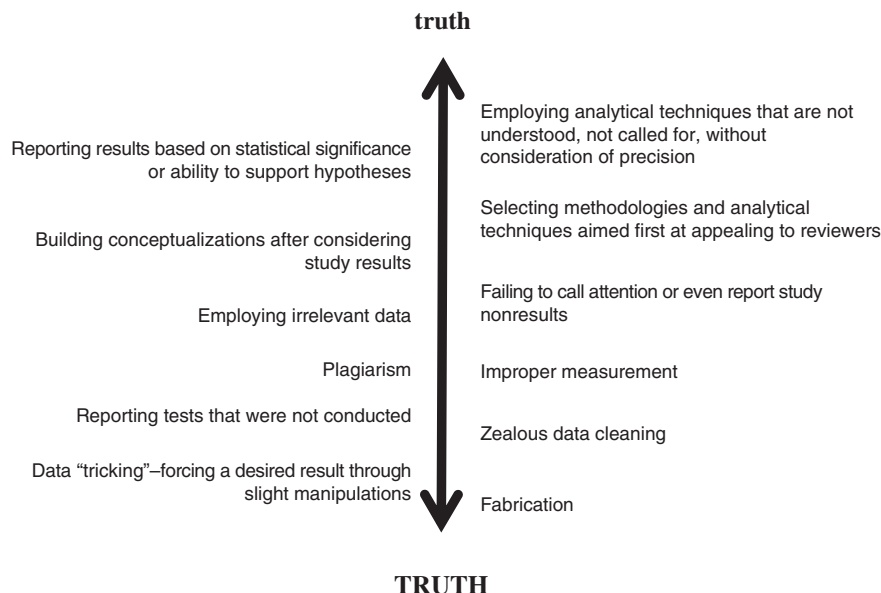 truth
Reporting results based on statistical significance
or ability to support hypotheses
Building conceptualizations after considering
study results
Employing irrelevant data
Plagiarism
Reporting tests that were not conducted
Data “tricking”–forcing a desired result through
slight manipulations
Employing analytical techniques that are not
understood, not called for, without
consideration of precision
Selecting methodologies and analytical
techniques aimed first at appealing to reviewers
Failing to call attention or even report study
nonresults
Improper measurement
Zealous data cleaning
Fabrication
TRUTH